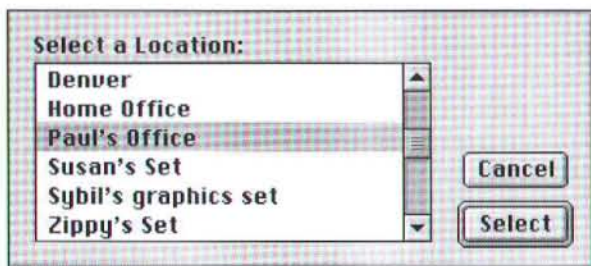 Select a Location:
Denver
Home Office
Paul's Office
Susan's Set
Sybil's graphics set
Zippy's Set
Cancel
Select